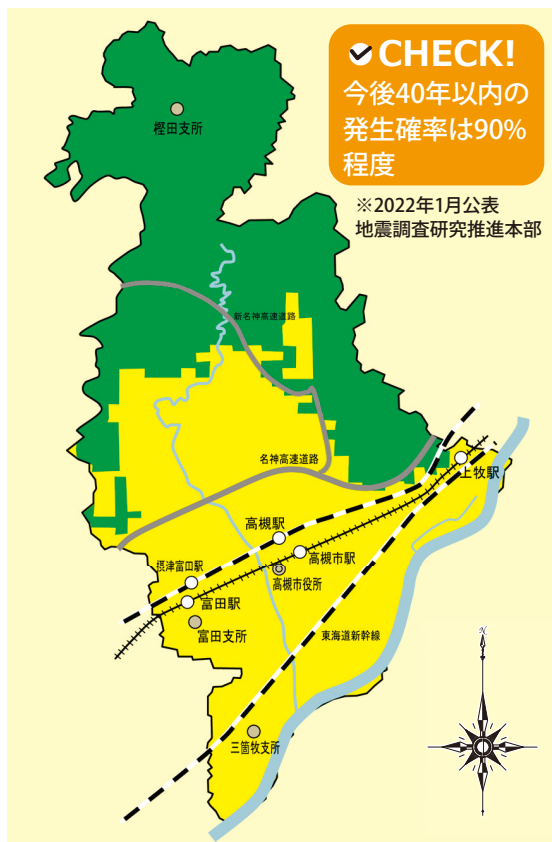 CHECK!
今後40年以内の
発生確率は90%
程度
※2022年1月公表
地震調査研究推進本部
樫田支所
新名神高速道路
名神高速道路
上牧駅
高槻駅
高槻市駅
摂津富田駅
高槻市役所
富田駅
富田支所
東海道新幹線
三箇牧支所
N